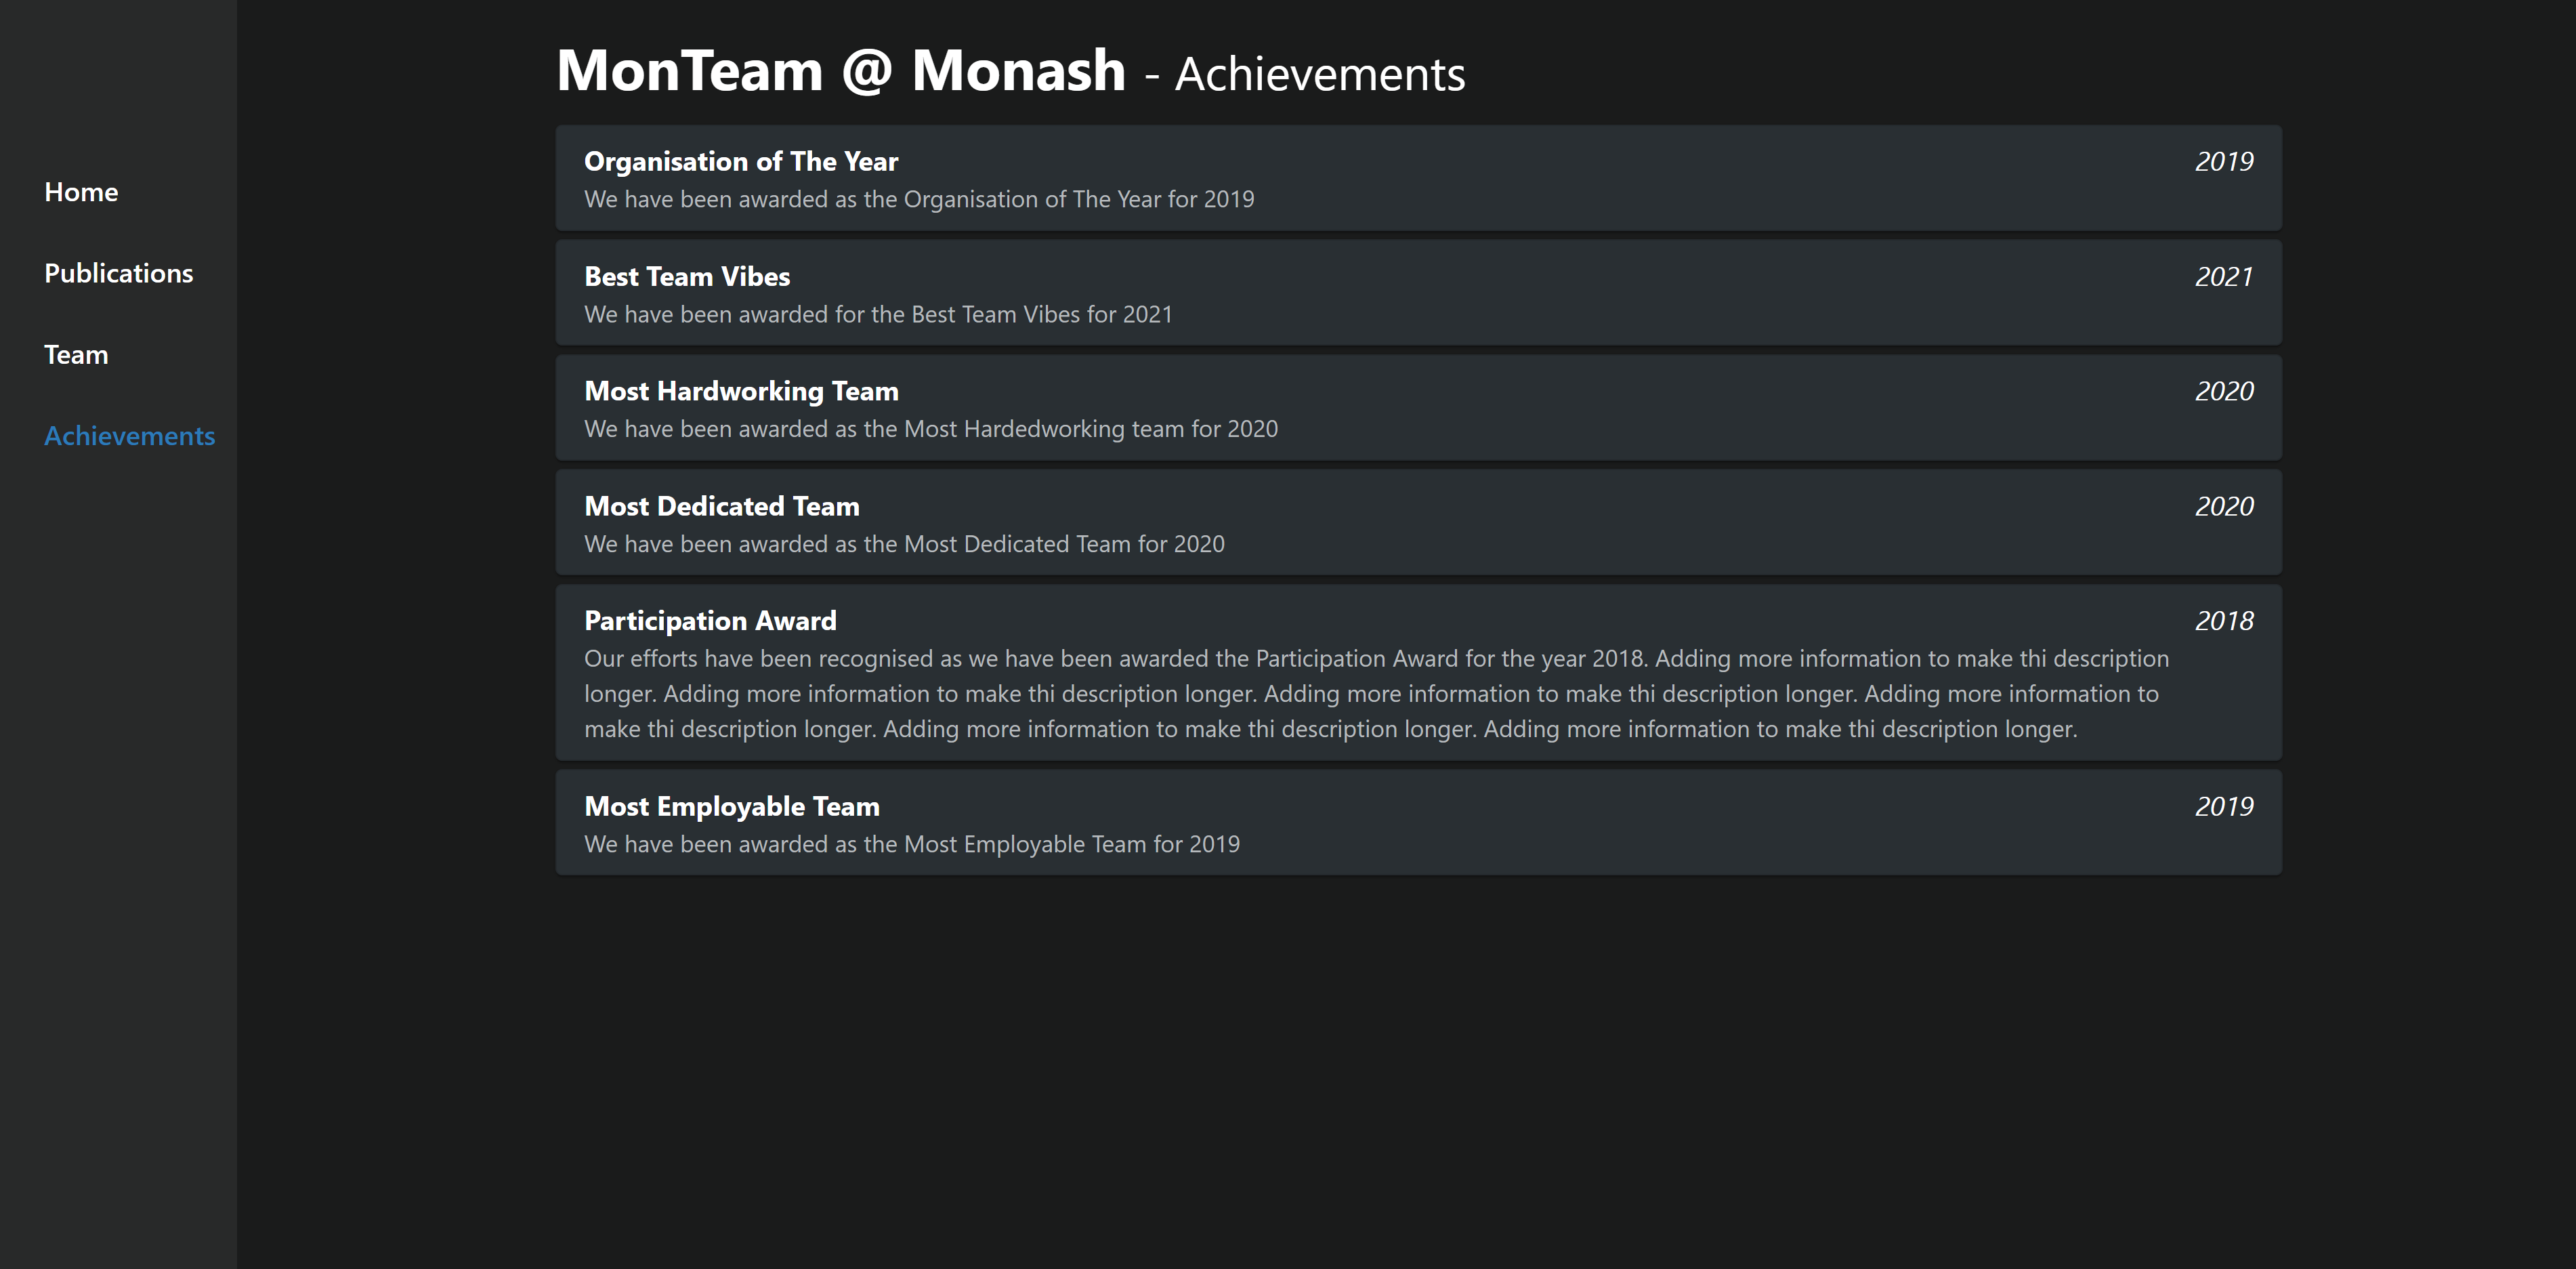 Home
Publications
Team
Achievements
MonTeam @ Monash - Achievements
Organisation of The Year 2019
We have been awarded as the Organisation of The Year for 2019
Best Team Vibes 2021
We have been awarded for the Best Team Vibes for 2021
Most Hardworking Team 2020
We have been awarded as the Most Hardedworking team for 2020
Most Dedicated Team 2020
We have been awarded as the Most Dedicated Team for 2020
Participation Award 2018
Our efforts have been recognised as we have been awarded the Participation Award for the year 2018. Adding more information to make thi description
longer. Adding more information to make thi description longer. Adding more information to make thi description longer. Adding more information to
make thi description longer. Adding more information to make thi description longer. Adding more information to make thi description longer.
Most Employable Team 2019
We have been awarded as the Most Employable Team for 2019